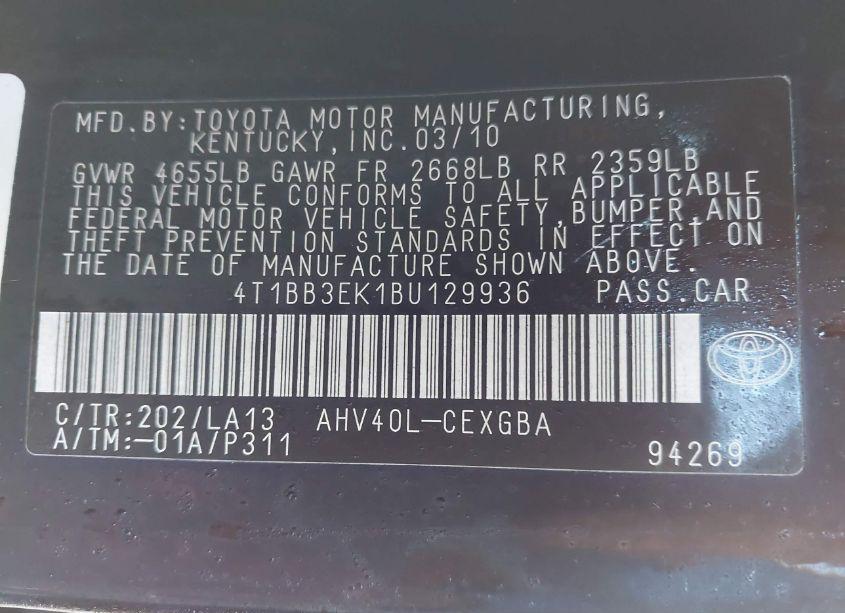 MFD.BY:TOYOTA MOTOR MANUFACTURING,
KENTUCKY,INC.03/10
GVWR 4655LB GAWR FR 2668LB RR 2359LB
THIS VEHICLE CONFORMS TO ALL APPLICABLE
FEDERAL MOTOR VEHICLE SAFETY,BUMPER,AND
THEFT PREVENTION STANDARDS IN EFFECT ON
THE DATE OF MANUFACTURE SHOWN ABOVE.
4T1BB3EK1BU129936 PASS.CAR
C/TR:202/LA13 AHV40L-CEXGBA
A/TM:-01A/P311
94269